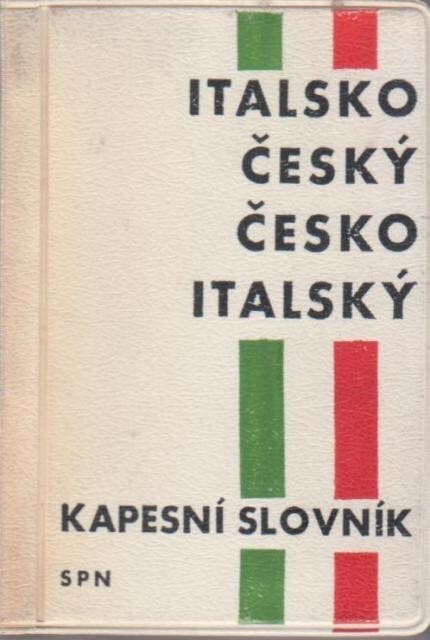 ITALSKO
ČESKÝ
ČESKO
ITALSKÝ
KAPESNÍ SLOVNÍK
SPN